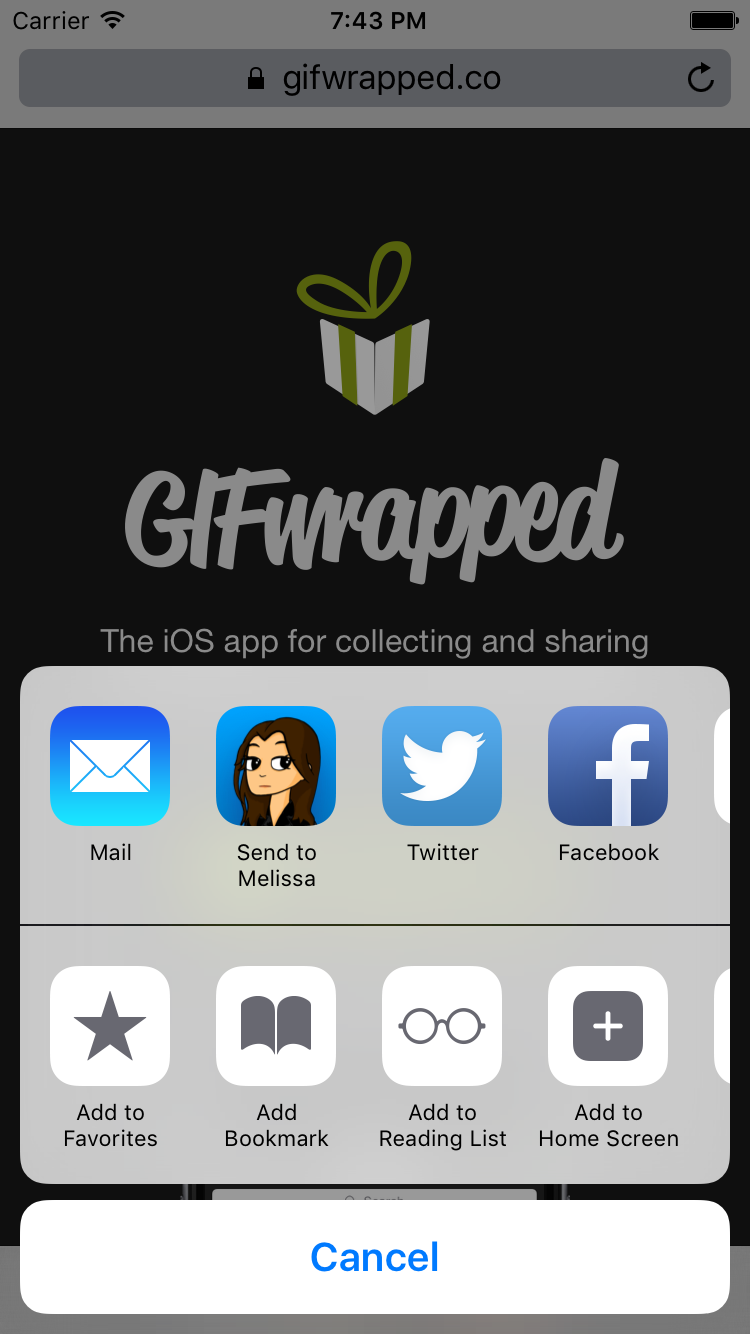 Carrier 7:43 PM
gifwrapped.co
GIFwrapped
The iOS app for collecting and sharing
Mail
Send to
Melissa
Twitter
Facebook
Add to
Favorites
Add
Bookmark
Add to
Reading List
Add to
Home Screen
Cancel